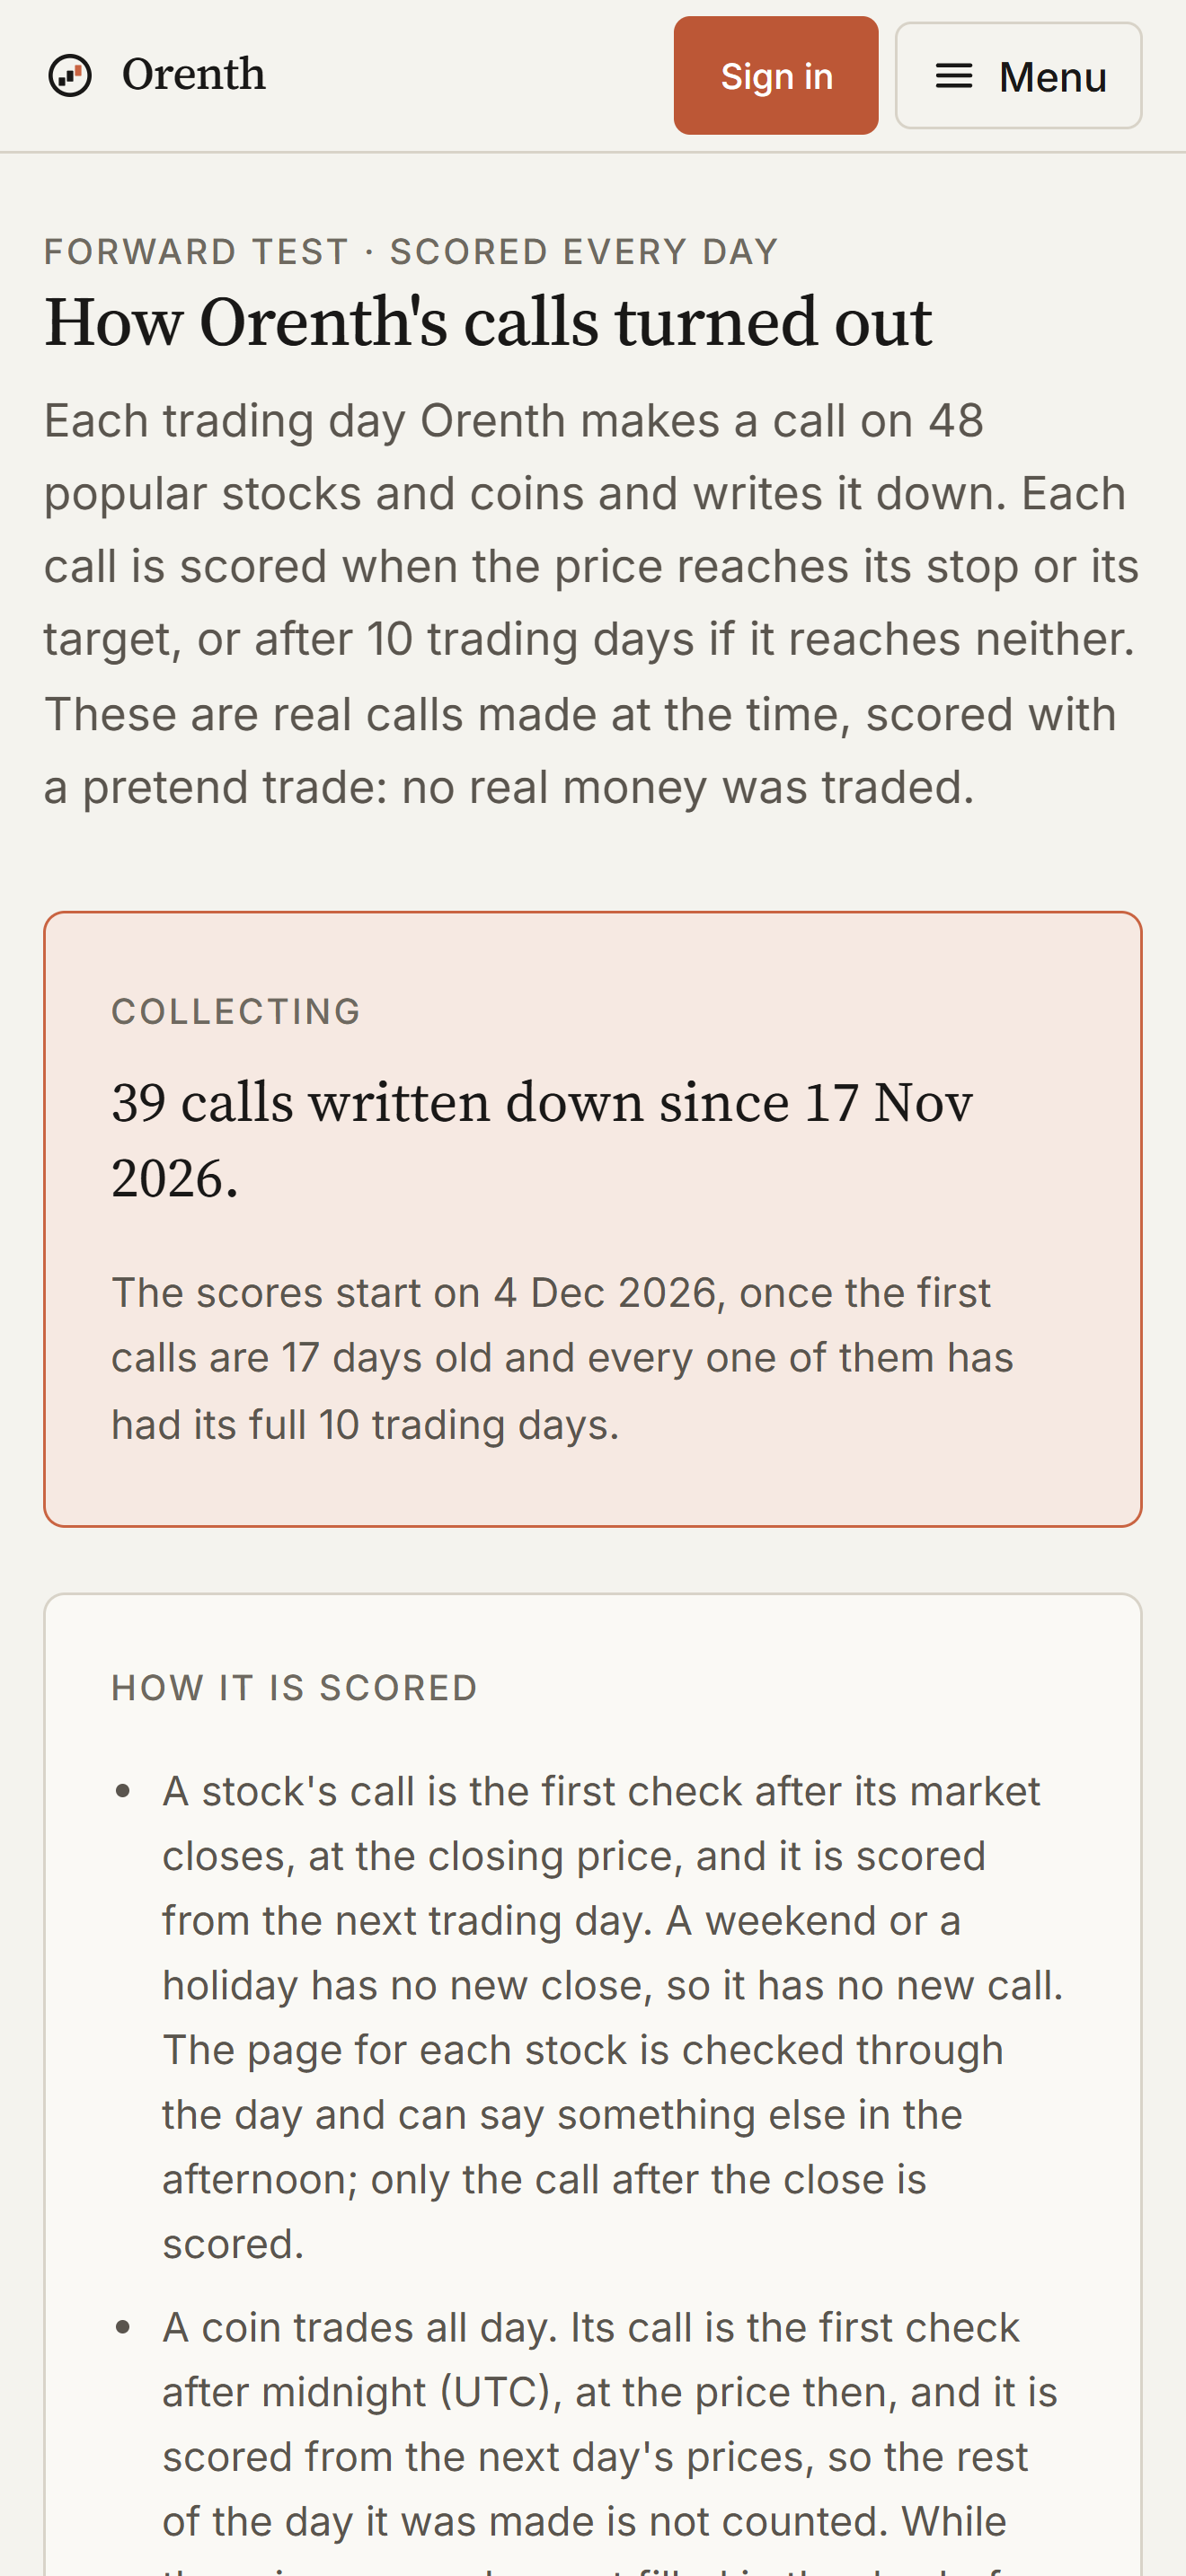 Orenth
Sign in
Menu
FORWARD TEST · SCORED EVERY DAY
How Orenth's calls turned out
Each trading day Orenth makes a call on 48
popular stocks and coins and writes it down. Each
call is scored when the price reaches its stop or its
target, or after 10 trading days if it reaches neither.
These are real calls made at the time, scored with
a pretend trade: no real money was traded.
COLLECTING
39 calls written down since 17 Nov
2026.
The scores start on 4 Dec 2026, once the first
calls are 17 days old and every one of them has
had its full 10 trading days.
HOW IT IS SCORED
• A stock's call is the first check after its market
closes, at the closing price, and it is scored
from the next trading day. A weekend or a
holiday has no new close, so it has no new call.
The page for each stock is checked through
the day and can say something else in the
afternoon; only the call after the close is
scored.
• A coin trades all day. Its call is the first check
after midnight (UTC), at the price then, and it is
scored from the next day's prices, so the rest
of the day it was made is not counted. While